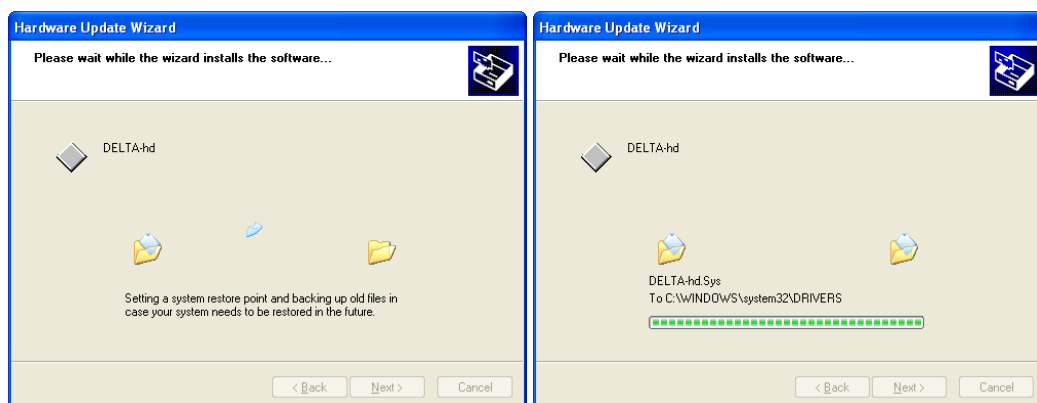 Hardware Update Wizard
Please wait while the wizard installs the software...
DELTA-hd
Setting a system restore point and backing up old files in
case your system needs to be restored in the future.
< Back Next > Cancel
Hardware Update Wizard
Please wait while the wizard installs the software...
DELTA-hd
DELTA-hd.Sys
To C:\WINDOWS\system32\DRIVERS
< Back Next > Cancel